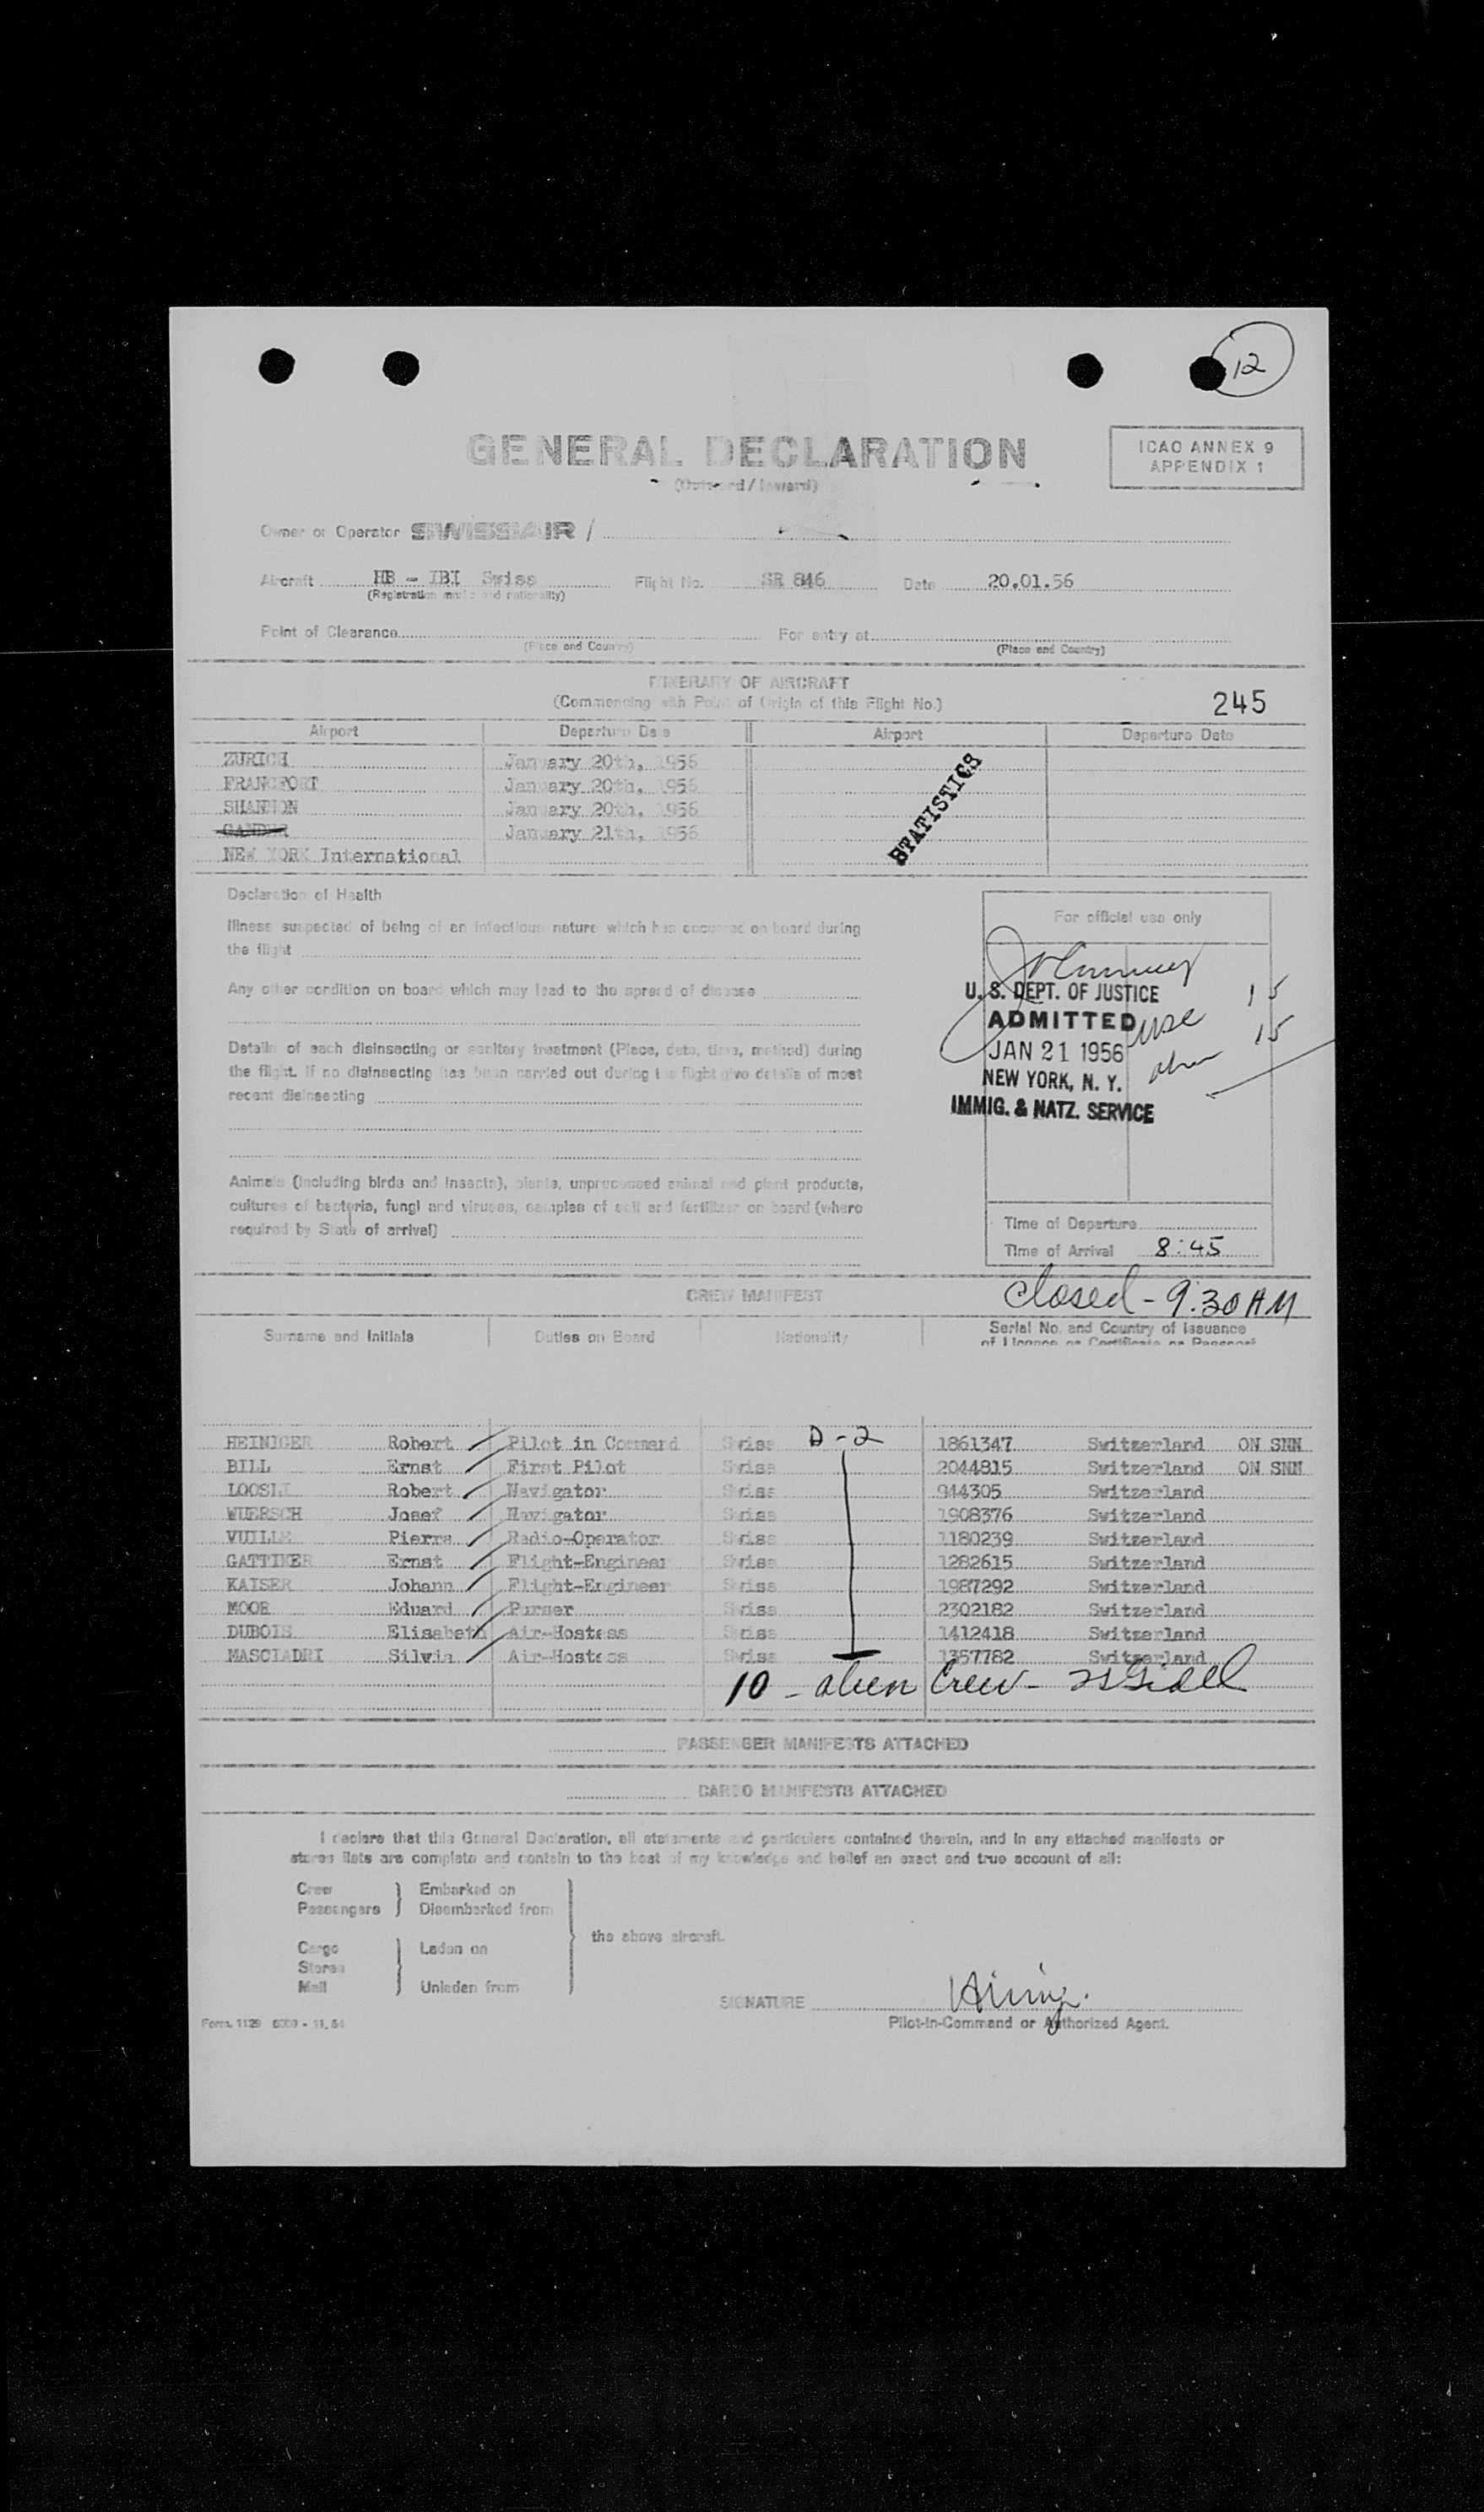 12
GENERAL DECLARATION
ICAO ANNEX 9
APPENDIX 1
(Outward / Inward)
Owner or Operator SWISSAIR /
Aircraft HB - IBI Swiss Flight No. SR 846 Date 20.01.56
(Registration marks and nationality)
Point of Clearance For entry at
(Place and Country) (Place and Country)
ITINERARY OF AIRCRAFT
(Commencing with Point of Origin of this Flight No.) 245
Airport Departure Date Airport Departure Date
ZURICH January 20th, 1956
FRANCFORT January 20th, 1956
SHANNON January 20th, 1956
GANDER January 21th, 1956
NEW YORK International
STATISTICS
Declaration of Health
Illness suspected of being of an infectious nature which has occurred on board during
the flight
Any other condition on board which may lead to the spread of disease
Details of each disinsecting or sanitary treatment (Place, date, time, method) during
the flight. If no disinsecting has been carried out during the flight give details of most
recent disinsecting
Animals (including birds and insects), plants, unprocessed animal and plant products,
cultures of bacteria, fungi and viruses, samples of soil and fertilizer on board (where
required by State of arrival)
For official use only
U. S. DEPT. OF JUSTICE 15
ADMITTED usc 15
JAN 21 1956 alien
NEW YORK, N. Y.
IMMIG. & NATZ. SERVICE
Time of Departure
Time of Arrival 8:45
closed - 9:30 AM
CREW MANIFEST
Surname and Initials Duties on Board Nationality Serial No. and Country of Issuance
of Licence or Certificate or Passport
D-2
HEINIGER Robert Pilot in Command Swiss 1861347 Switzerland ON SNN
BILL Ernst First Pilot Swiss 2044815 Switzerland ON SNN
LOOSLI Robert Navigator Swiss 944305 Switzerland
WUERSCH Josef Navigator Swiss 1908376 Switzerland
VUILLE Pierre Radio-Operator Swiss 1180239 Switzerland
GATTIKER Ernst Flight-Engineer Swiss 1282615 Switzerland
KAISER Johann Flight-Engineer Swiss 1987292 Switzerland
MOOR Eduard Purser Swiss 2302182 Switzerland
DUBOIS Elisabeth Air-Hostess Swiss 1412418 Switzerland
MASCIADRI Silvia Air-Hostess Swiss 1367782 Switzerland
10 - alien Crew -
PASSENGER MANIFESTS ATTACHED
CARGO MANIFESTS ATTACHED
I declare that this General Declaration, all statements and particulars contained therein, and in any attached manifests or
stores lists are complete and contain to the best of my knowledge and belief an exact and true account of all:
Crew Embarked on
Passengers Disembarked from
the above aircraft.
Cargo Laden on
Stores
Mail Unladen from
SIGNATURE
Pilot-in-Command or Authorized Agent.
Form. 1129